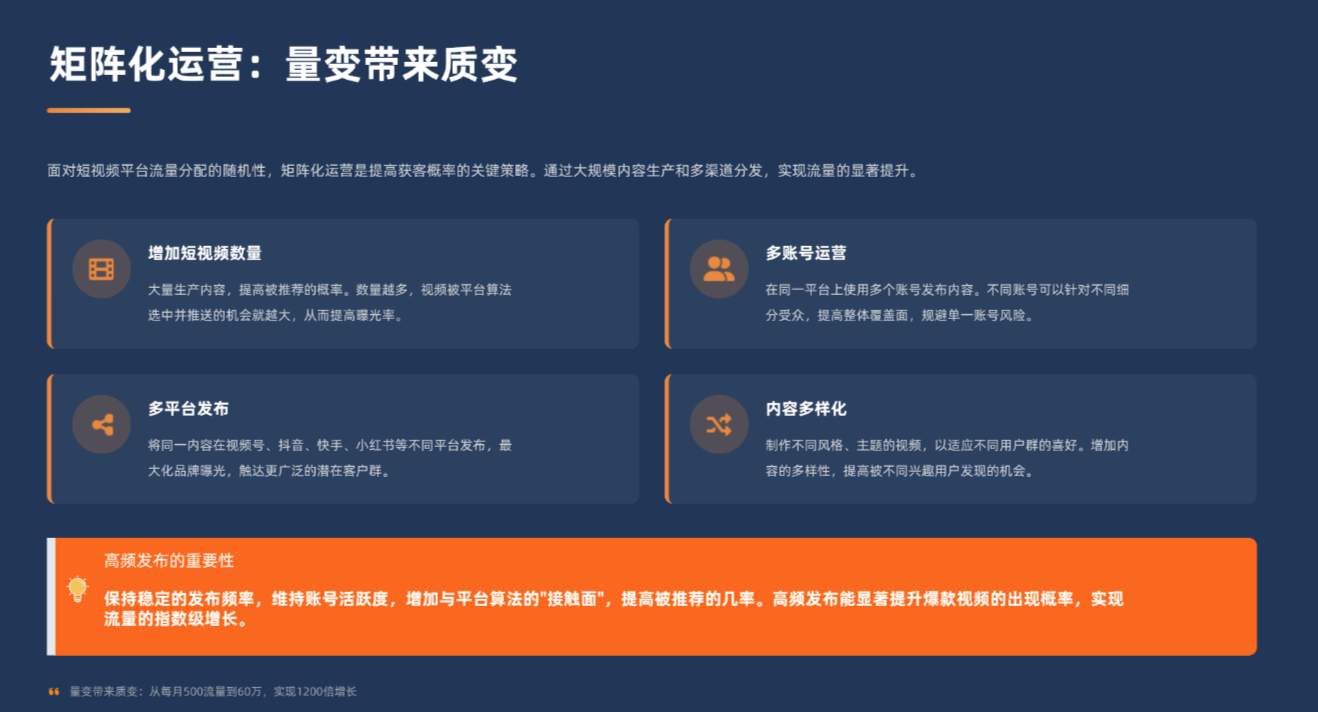 矩阵化运营：量变带来质变
面对短视频平台流量分配的随机性，矩阵化运营是提高获客概率的关键策略。通过大规模内容生产和多渠道分发，实现流量的显著提升。
增加短视频数量
大量生产内容，提高被推荐的概率。数量越多，视频被平台算法
选中并推送的机会就越大，从而提高曝光率。
多账号运营
在同一平台上使用多个账号发布内容。不同账号可以针对不同细
分受众，提高整体覆盖面，规避单一账号风险。
多平台发布
将同一内容在视频号、抖音、快手、小红书等不同平台发布，最
大化品牌曝光，触达更广泛的潜在客户群。
内容多样化
制作不同风格、主题的视频，以适应不同用户群的喜好。增加内
容的多样性，提高被不同兴趣用户发现的机会。
高频发布的重要性
保持稳定的发布频率，维持账号活跃度，增加与平台算法的"接触面"，提高被推荐的几率。高频发布能显著提升爆款视频的出现概率，实现
流量的指数级增长。
量变带来质变：从每月500流量到60万，实现1200倍增长